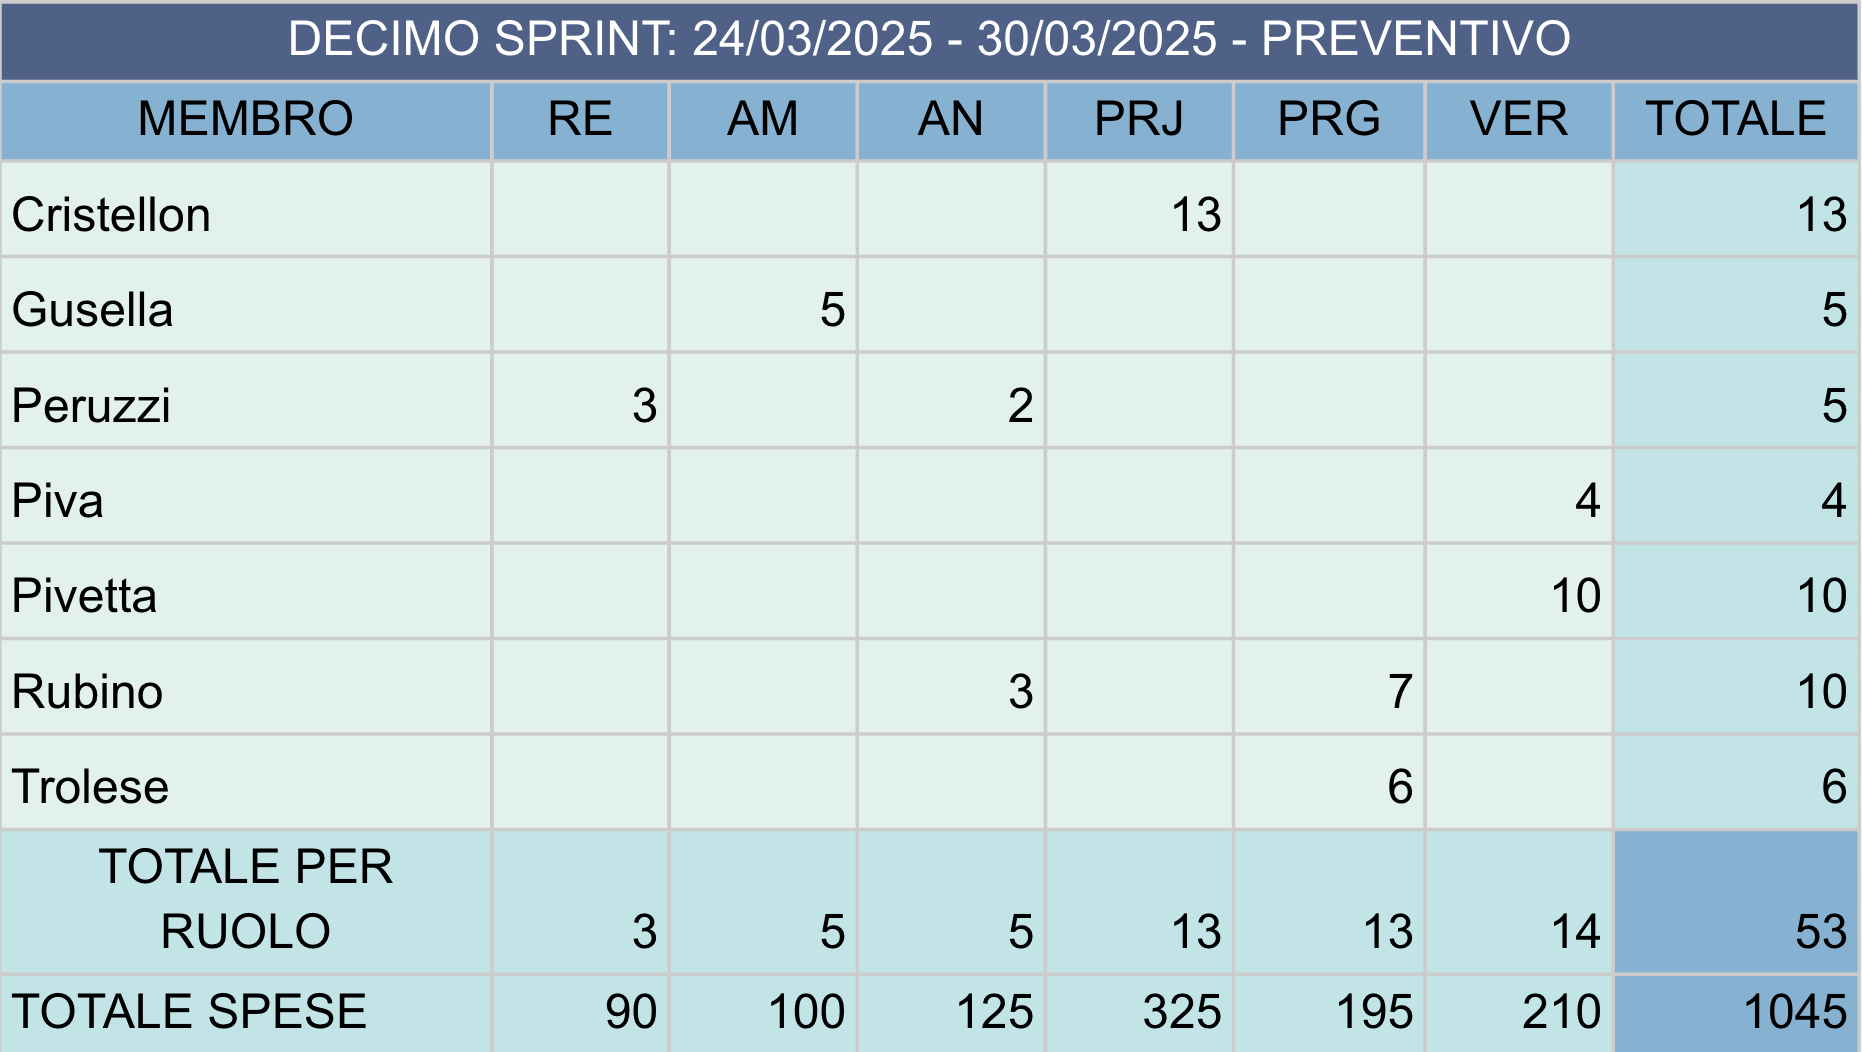 DECIMO SPRINT: 24/03/2025 - 30/03/2025 - PREVENTIVO
MEMBRO RE AM AN PRJ PRG VER TOTALE
Cristellon 13 13
Gusella 5 5
Peruzzi 3 2 5
Piva 4 4
Pivetta 10 10
Rubino 3 7 10
Trolese 6 6
TOTALE PER
RUOLO 3 5 5 13 13 14 53
TOTALE SPESE 90 100 125 325 195 210 1045